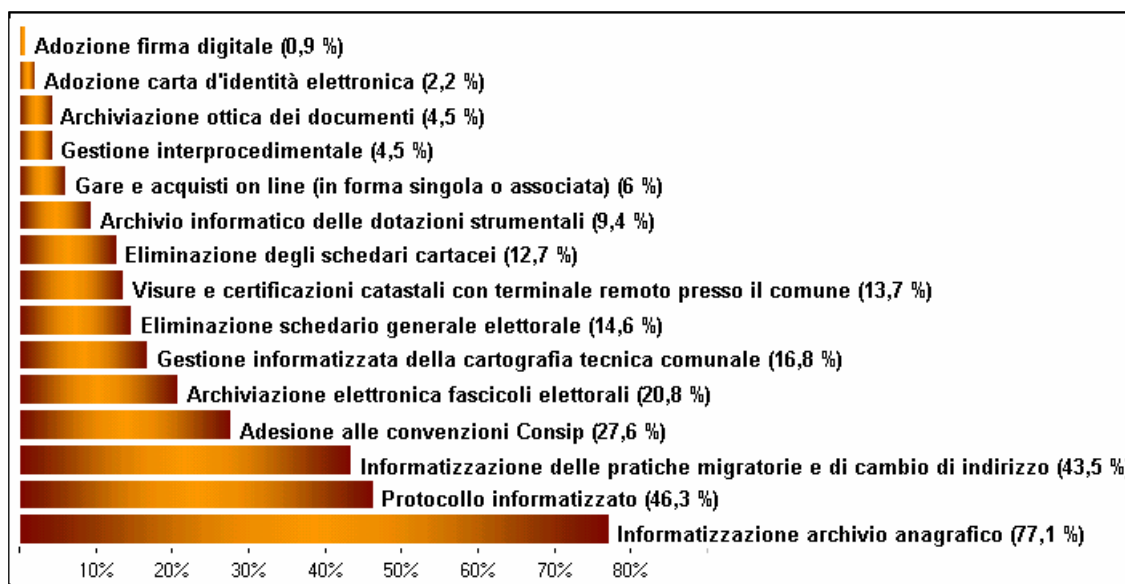 Adozione firma digitale (0,9 %)
Adozione carta d'identità elettronica (2,2 %)
Archiviazione ottica dei documenti (4,5 %)
Gestione interprocedimentale (4,5 %)
Gare e acquisti on line (in forma singola o associata) (6 %)
Archivio informatico delle dotazioni strumentali (9,4 %)
Eliminazione degli schedari cartacei (12,7 %)
Visure e certificazioni catastali con terminale remoto presso il comune (13,7 %)
Eliminazione schedario generale elettorale (14,6 %)
Gestione informatizzata della cartografia tecnica comunale (16,8 %)
Archiviazione elettronica fascicoli elettorali (20,8 %)
Adesione alle convenzioni Consip (27,6 %)
Informatizzazione delle pratiche migratorie e di cambio di indirizzo (43,5 %)
Protocollo informatizzato (46,3 %)
Informatizzazione archivio anagrafico (77,1 %)
10% 20% 30% 40% 50% 60% 70% 80%